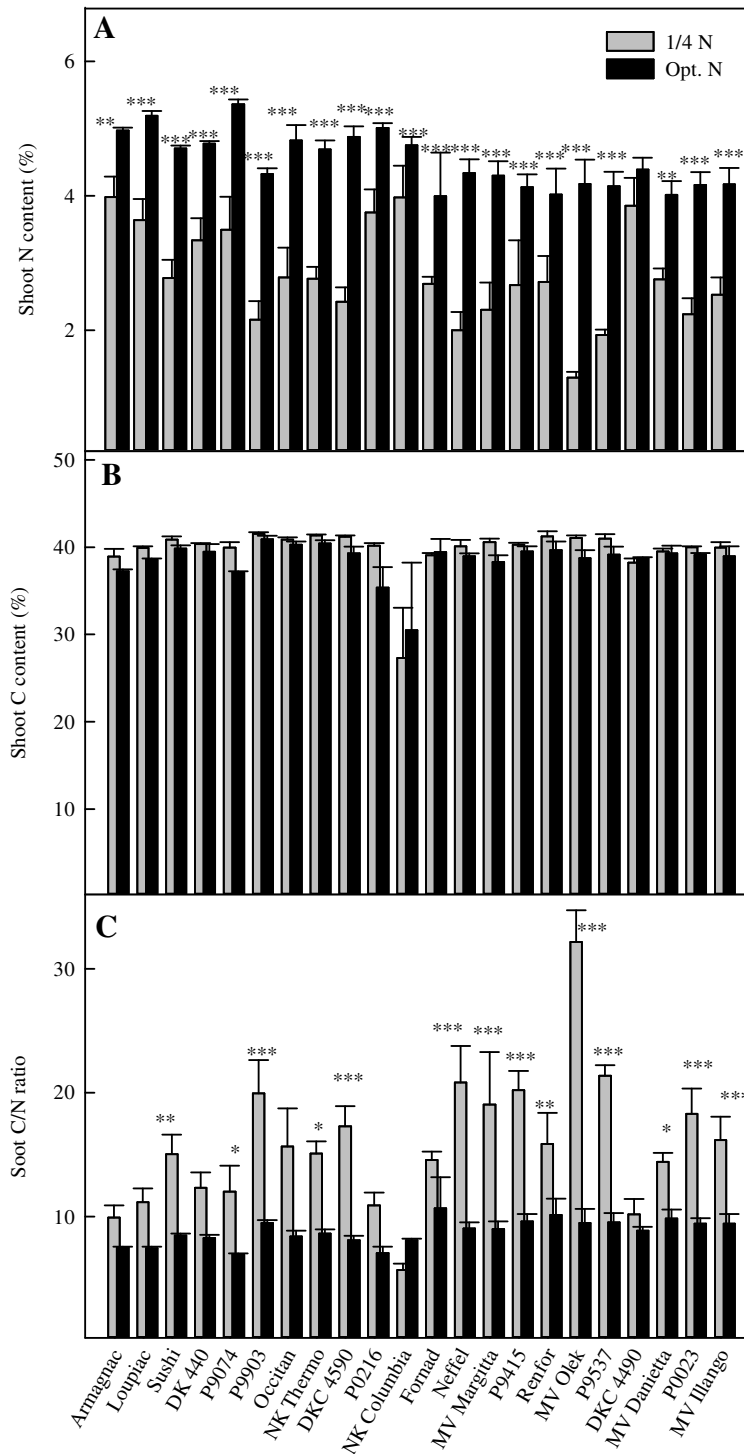 A
1/4 N
Opt. N
6
4
2
Shoot N content (%)
** *** *** *** *** *** *** *** *** *** *** *** *** *** *** *** *** *** ** *** ***
B
50
40
30
20
10
Shoot C content (%)
C
30
20
10
Soot C/N ratio
** * *** * *** *** *** *** ** *** *** * *** ***
Armagnac
Loupiac
Sushi
DK 440
P9074
P9903
Occitan
NK Thermo
DKC 4590
P0216
NK Columbia
Fornad
Neffel
MV Margitta
P9415
Renfor
MV Olek
P9537
DKC 4490
MV Danietta
P0023
MV Illango